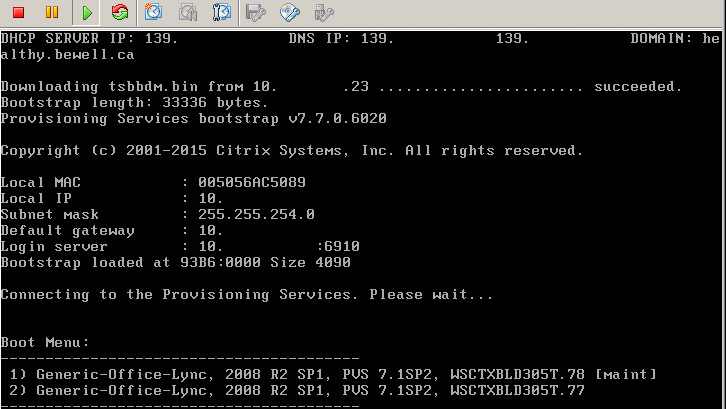 DHCP SERVER IP: 139. DNS IP: 139. 139. DOMAIN: he
althy.bewell.ca
Downloading tsbbdm.bin from 10. .23 ....................... succeeded.
Bootstrap length: 33336 bytes.
Provisioning Services bootstrap v7.7.0.6020
Copyright (c) 2001-2015 Citrix Systems, Inc. All rights reserved.
Local MAC : 005056AC5089
Local IP : 10.
Subnet mask : 255.255.254.0
Default gateway : 10.
Login server : 10. :6910
Bootstrap loaded at 93B6:0000 Size 4090
Connecting to the Provisioning Services. Please wait...
Boot Menu:
----------------------------------------
1) Generic-Office-Lync, 2008 R2 SP1, PVS 7.1SP2, WSCTXBLD305T.78 [maint]
2) Generic-Office-Lync, 2008 R2 SP1, PVS 7.1SP2, WSCTXBLD305T.77
----------------------------------------